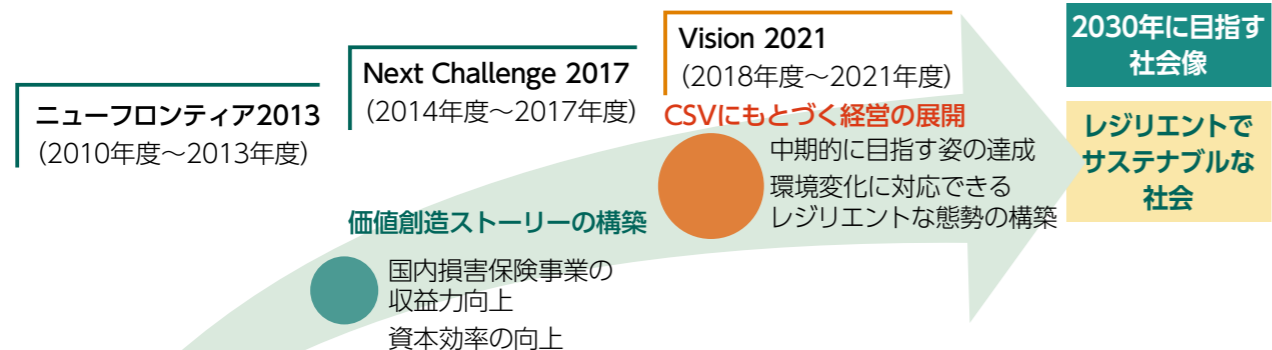 ニューフロンティア2013
（2010年度～2013年度）
Next Challenge 2017
（2014年度～2017年度）
価値創造ストーリーの構築
国内損害保険事業の
収益力向上
資本効率の向上
Vision 2021
（2018年度～2021年度）
CSVにもとづく経営の展開
中期的に目指す姿の達成
環境変化に対応できる
レジリエントな態勢の構築
2030年に目指す
社会像
レジリエントで
サステナブルな
社会